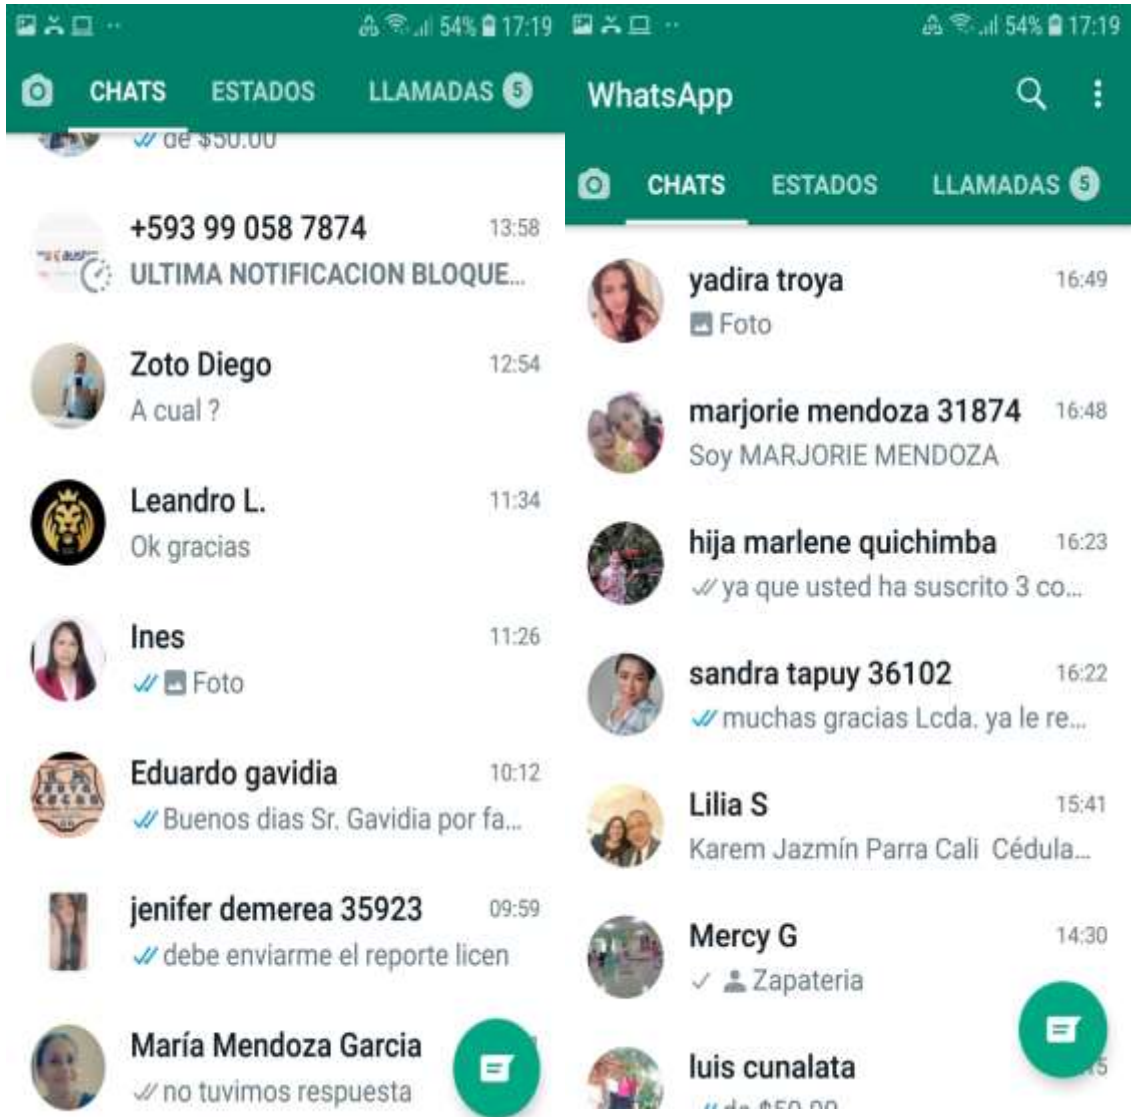 54% 17:19
CHATS ESTADOS LLAMADAS 5
de $50.00
+593 99 058 7874 13:58
ULTIMA NOTIFICACION BLOQUE...
Zoto Diego 12:54
A cual ?
Leandro L. 11:34
Ok gracias
Ines 11:26
Foto
Eduardo gavidia 10:12
Buenos dias Sr. Gavidia por fa...
jenifer demerea 35923 09:59
debe enviarme el reporte licen
María Mendoza Garcia
no tuvimos respuesta
54% 17:19
WhatsApp
CHATS ESTADOS LLAMADAS 5
yadira troya 16:49
Foto
marjorie mendoza 31874 16:48
Soy MARJORIE MENDOZA
hija marlene quichimba 16:23
ya que usted ha suscrito 3 co...
sandra tapuy 36102 16:22
muchas gracias Lcda. ya le re...
Lilia S 15:41
Karem Jazmín Parra Cali Cédula...
Mercy G 14:30
Zapateria
luis cunalata
de $50.00